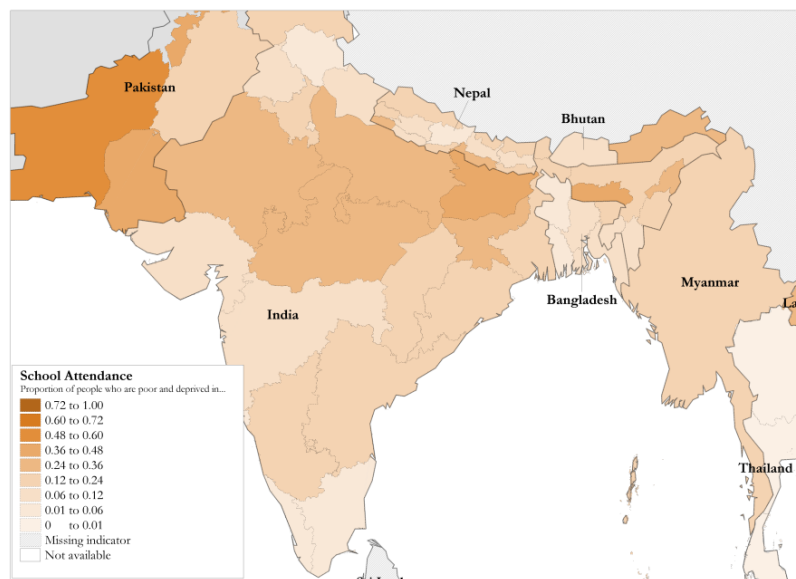 Pakistan
Nepal
Bhutan
Myanmar
La
Bangladesh
India
Thailand
School Attendance
Proportion of people who are poor and deprived in...
0.72 to 1.00
0.60 to 0.72
0.48 to 0.60
0.36 to 0.48
0.24 to 0.36
0.12 to 0.24
0.06 to 0.12
0.01 to 0.06
0 to 0.01
Missing indicator
Not available